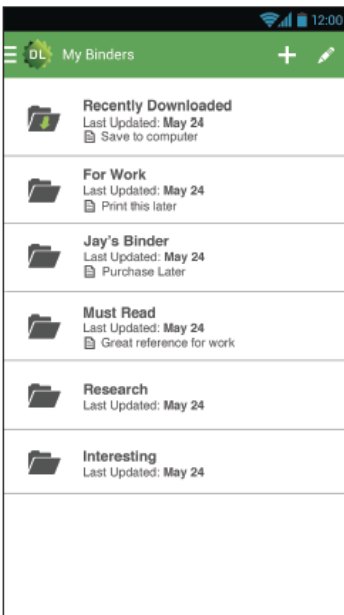 12:00
DL My Binders
Recently Downloaded
Last Updated: May 24
Save to computer
For Work
Last Updated: May 24
Print this later
Jay's Binder
Last Updated: May 24
Purchase Later
Must Read
Last Updated: May 24
Great reference for work
Research
Last Updated: May 24
Interesting
Last Updated: May 24